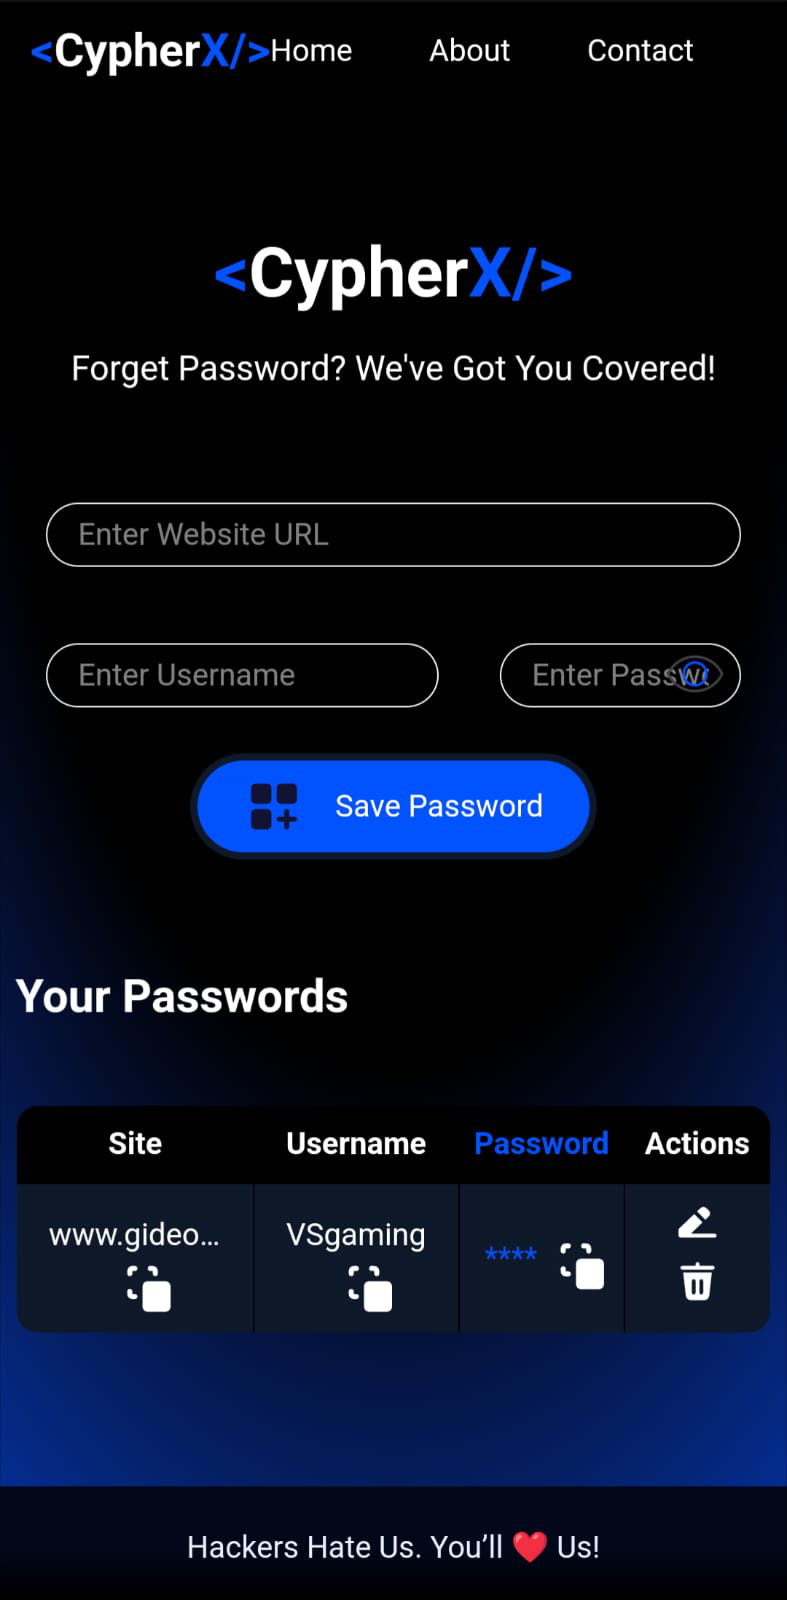 <CypherX/>Home About Contact
<CypherX/>
Forget Password? We've Got You Covered!
Enter Website URL
Enter Username Enter Passwo
Save Password
Your Passwords
Site Username Password Actions
www.gideo... VSgaming **** 
Hackers Hate Us. You’ll ❤️ Us!